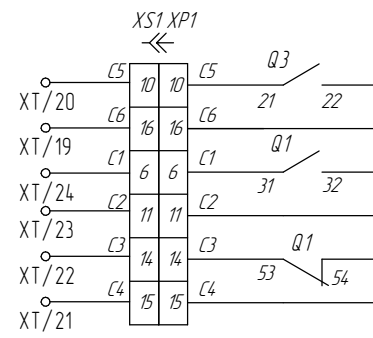 XS1 XP1
C5 10 10 C5 Q3
XT/20 21 22
C6 16 16 C6
XT/19 Q1
C1 6 6 C1
XT/24 31 32
C2 11 11 C2
XT/23
C3 14 14 C3 Q1
XT/22 53 54
C4 15 15 C4
XT/21